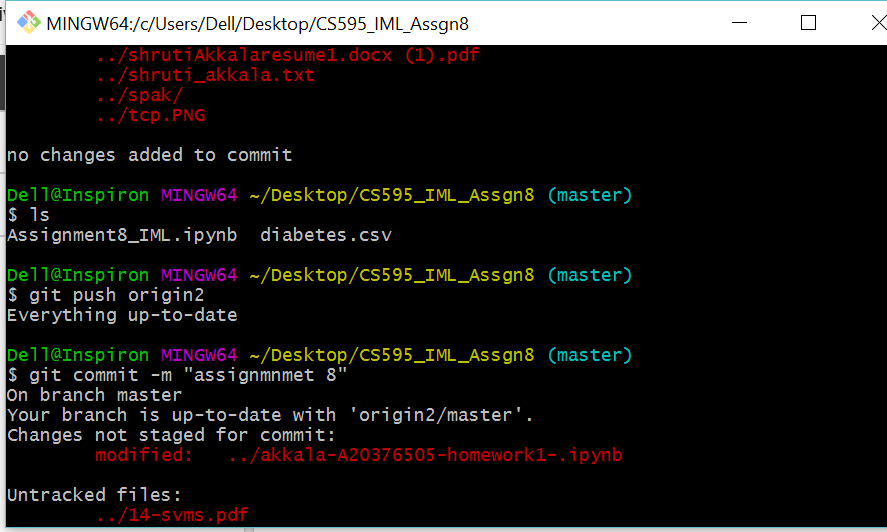 MINGW64:/c/Users/Dell/Desktop/CS595_IML_Assgn8
../shrutiAkkalaresume1.docx (1).pdf
../shruti_akkala.txt
../spak/
../tcp.PNG
no changes added to commit
Dell@Inspiron MINGW64 ~/Desktop/CS595_IML_Assgn8 (master)
$ ls
Assignment8_IML.ipynb  diabetes.csv
Dell@Inspiron MINGW64 ~/Desktop/CS595_IML_Assgn8 (master)
$ git push origin2
Everything up-to-date
Dell@Inspiron MINGW64 ~/Desktop/CS595_IML_Assgn8 (master)
$ git commit -m "assignmnmet 8"
On branch master
Your branch is up-to-date with 'origin2/master'.
Changes not staged for commit:
modified:   ../akkala-A20376505-homework1-.ipynb
Untracked files:
../14-svms.pdf